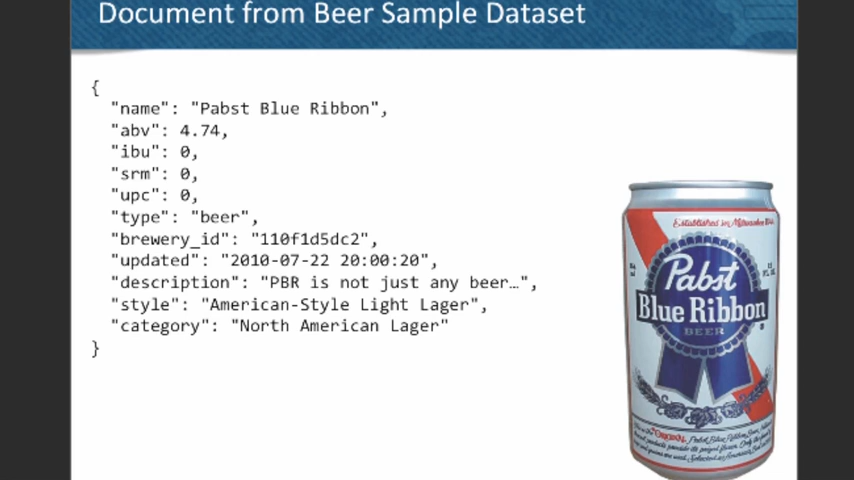 Document from Beer Sample Dataset
{
"name": "Pabst Blue Ribbon",
"abv": 4.74,
"ibu": 0,
"srm": 0,
"upc": 0,
"type": "beer",
"brewery_id": "110f1d5dc2",
"updated": "2010-07-22 20:00:20",
"description": "PBR is not just any beer…",
"style": "American-Style Light Lager",
"category": "North American Lager"
}
Established in Milwaukee
Pabst
Blue Ribbon
BEER